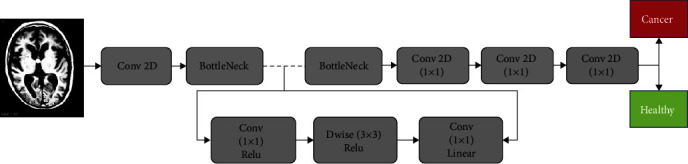 Cancer
Conv 2D
BottleNeck
BottleNeck
Conv 2D
(1×1)
Conv 2D
(1×1)
Conv 2D
(1×1)
Healthy
Conv
(1×1)
Relu
Dwise (3×3)
Relu
Conv
(1×1)
Linear